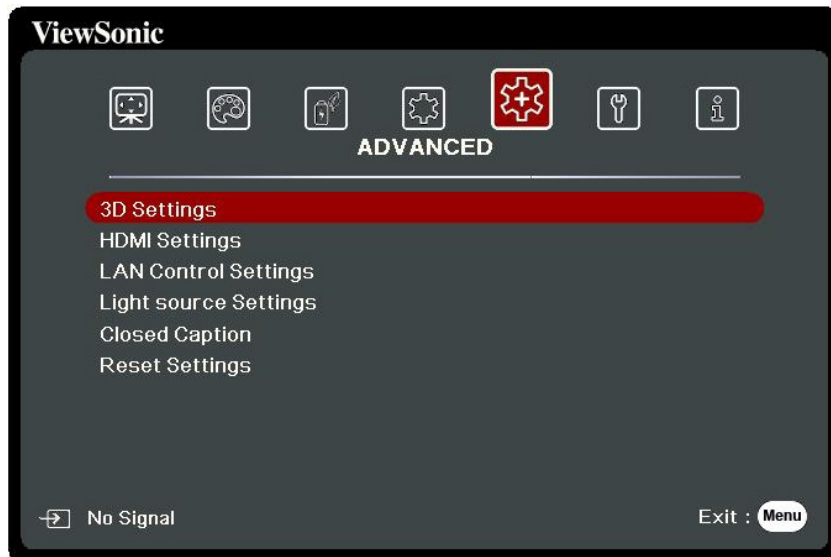 ViewSonic
ADVANCED
3D Settings
HDMI Settings
LAN Control Settings
Light source Settings
Closed Caption
Reset Settings
No Signal
Exit : Menu